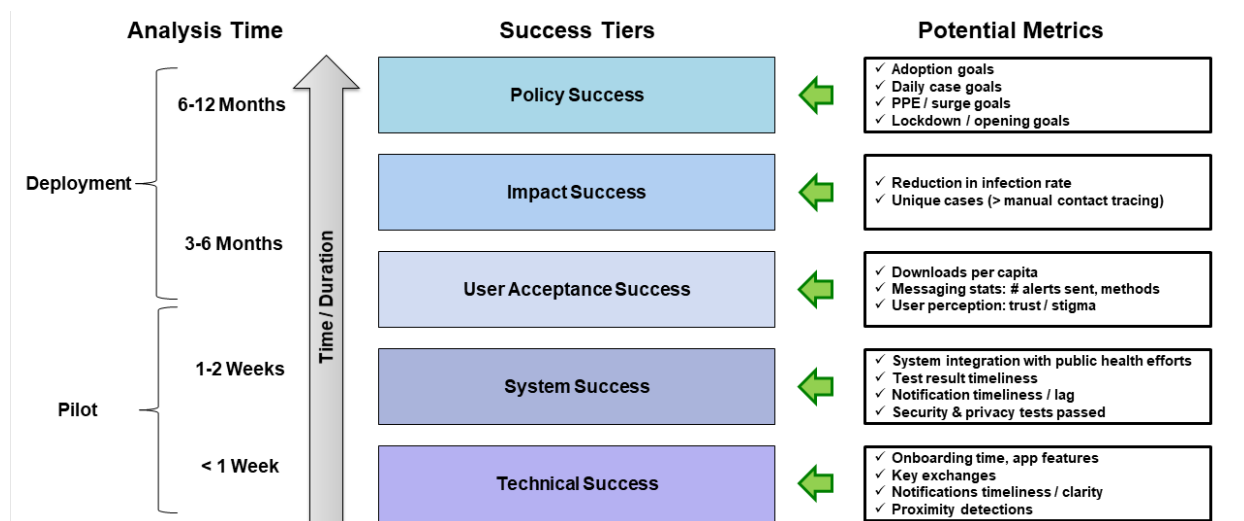 Analysis Time
Success Tiers
Potential Metrics
Deployment
6-12 Months
3-6 Months
Pilot
1-2 Weeks
< 1 Week
Time / Duration
Policy Success
✓ Adoption goals
✓ Daily case goals
✓ PPE / surge goals
✓ Lockdown / opening goals
Impact Success
✓ Reduction in infection rate
✓ Unique cases (> manual contact tracing)
User Acceptance Success
✓ Downloads per capita
✓ Messaging stats: # alerts sent, methods
✓ User perception: trust / stigma
System Success
✓ System integration with public health efforts
✓ Test result timeliness
✓ Notification timeliness / lag
✓ Security & privacy tests passed
Technical Success
✓ Onboarding time, app features
✓ Key exchanges
✓ Notifications timeliness / clarity
✓ Proximity detections